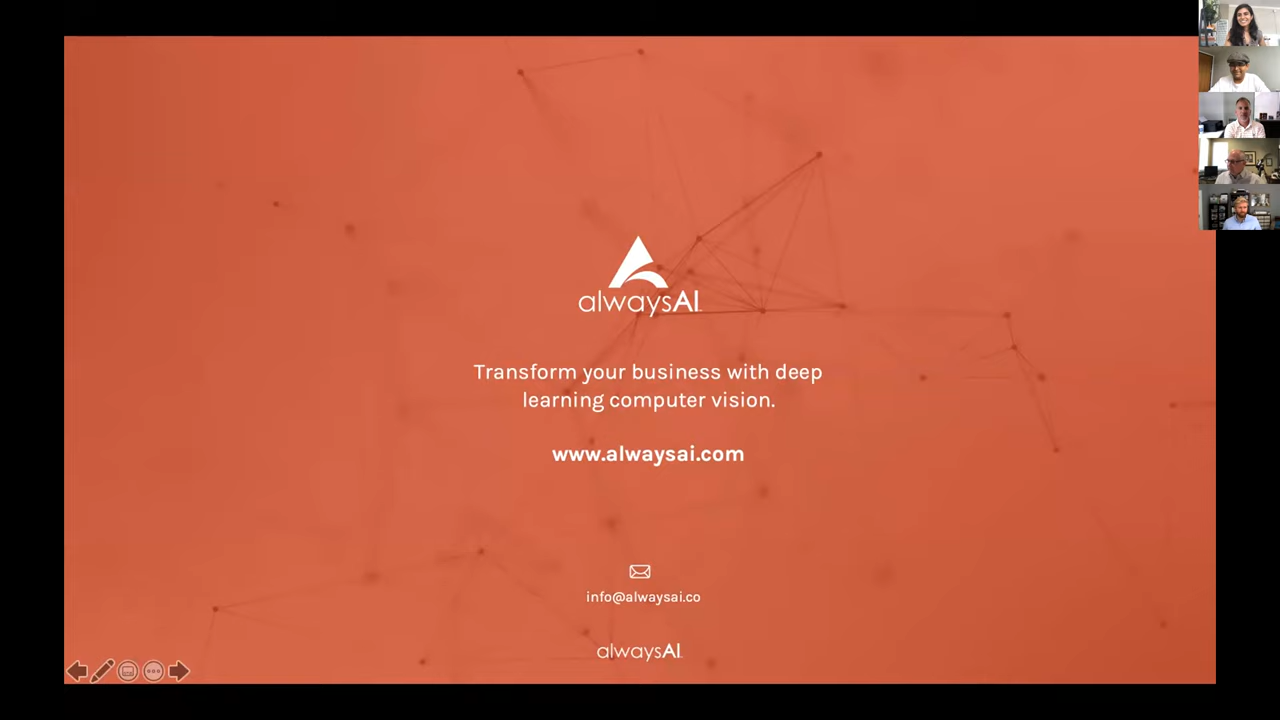 alwaysAI
Transform your business with deep
learning computer vision.
www.alwaysai.com
info@alwaysai.co
alwaysAI